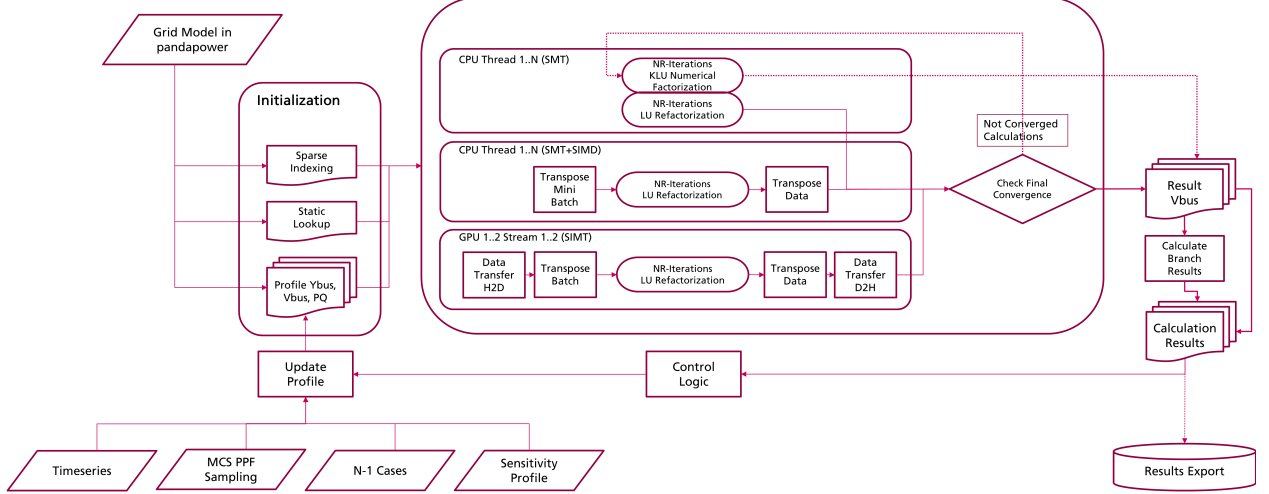 Grid Model in
pandapower
Initialization
Sparse
Indexing
Static
Lookup
Profile Ybus,
Vbus, PQ
CPU Thread 1..N (SMT)
NR-Iterations
KLU Numerical
Factorization
NR-Iterations
LU Refactorization
CPU Thread 1..N (SMT+SIMD)
Transpose
Mini
Batch
NR-Iterations
LU Refactorization
Transpose
Data
GPU 1..2 Stream 1..2 (SIMT)
Data
Transfer
H2D
Transpose
Batch
NR-Iterations
LU Refactorization
Transpose
Data
Data
Transfer
D2H
Not Converged
Calculations
Check Final
Convergence
Result
Vbus
Calculate
Branch
Results
Calculation
Results
Update
Profile
Control
Logic
Timeseries
MCS PPF
Sampling
N-1 Cases
Sensitivity
Profile
Results Export